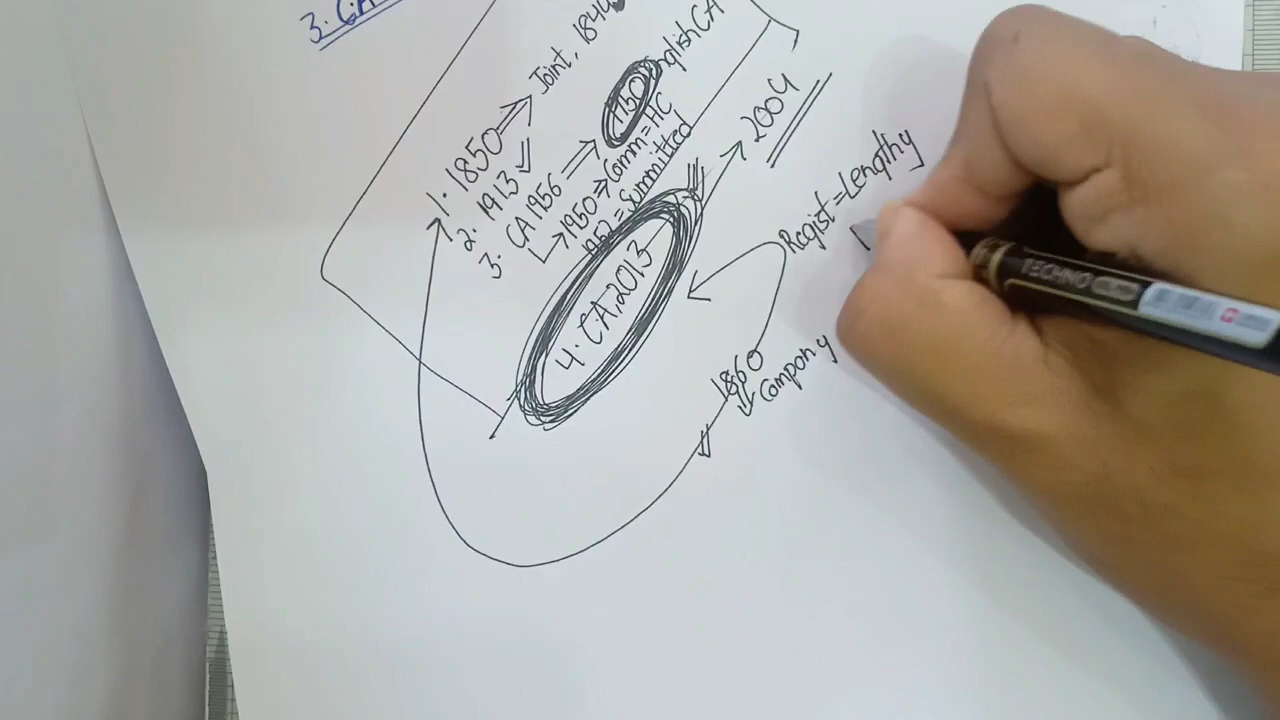 3. CA
1. 1850 ⇒ Joint, 1844
2. 1913
3. CA 1956 ⇒ 1150 English CA
↳ 1950 ⇒ Comm = HC
1952 = Summitted
4. CA.2013 → 2004
Regist = Lengthy
1860
Company
TECHNO